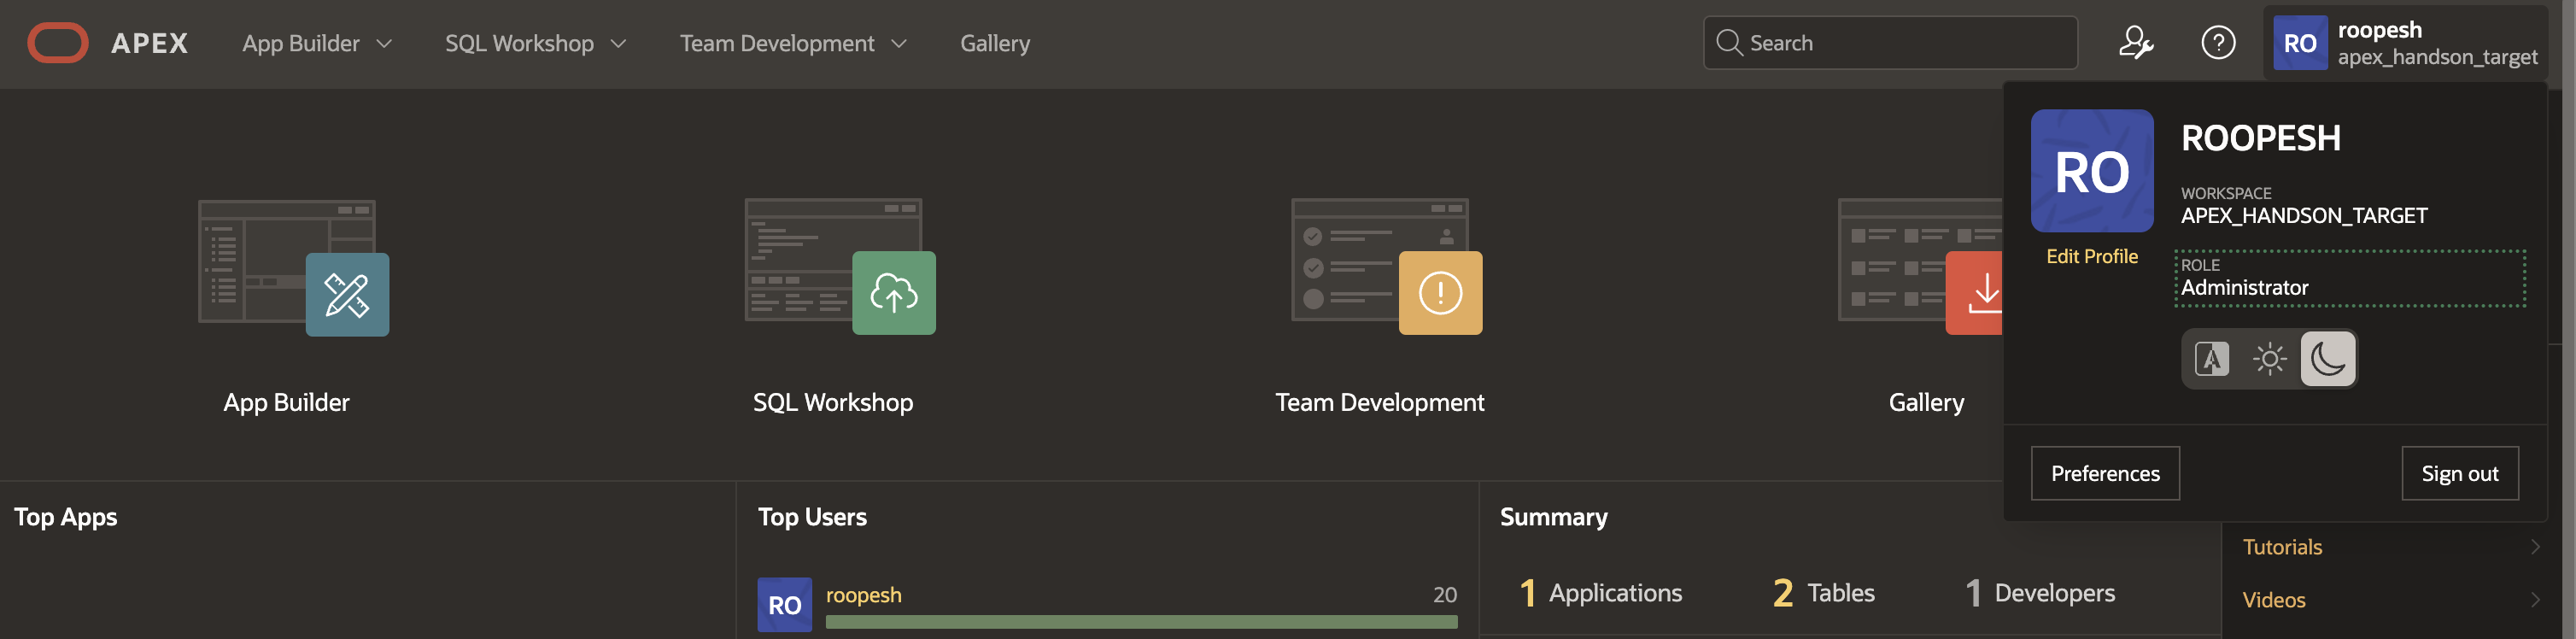 APEX
App Builder
SQL Workshop
Team Development
Gallery
Search
?
RO
roopesh
apex_handson_target
RO
ROOPESH
WORKSPACE
APEX_HANDSON_TARGET
Edit Profile
ROLE
Administrator
A
Preferences
Sign out
App Builder
SQL Workshop
Team Development
Gallery
Top Apps
Top Users
RO
roopesh
20
Summary
1 Applications
2 Tables
1 Developers
Tutorials
Videos